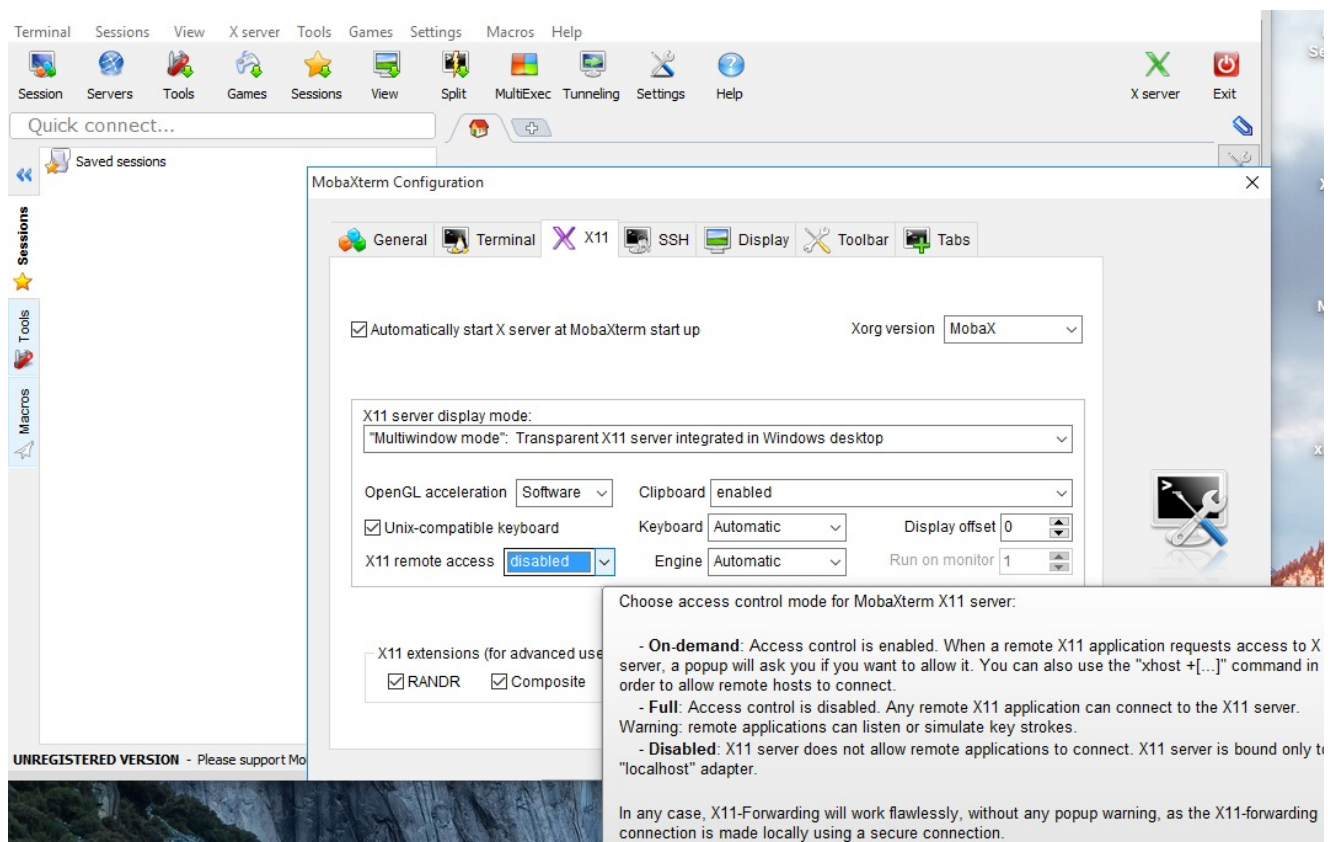 Terminal Sessions View X server Tools Games Settings Macros Help
Session Servers Tools Games Sessions View Split MultiExec Tunneling Settings Help X server Exit
Quick connect...
Saved sessions
Sessions
Tools
Macros
MobaXterm Configuration
General Terminal X11 SSH Display Toolbar Tabs
Automatically start X server at MobaXterm start up Xorg version MobaX
X11 server display mode:
"Multiwindow mode": Transparent X11 server integrated in Windows desktop
OpenGL acceleration Software Clipboard enabled
Unix-compatible keyboard Keyboard Automatic Display offset 0
X11 remote access disabled Engine Automatic Run on monitor 1
X11 extensions (for advanced use
RANDR Composite
Choose access control mode for MobaXterm X11 server:
- On-demand: Access control is enabled. When a remote X11 application requests access to X
server, a popup will ask you if you want to allow it. You can also use the "xhost +[...]" command in
order to allow remote hosts to connect.
- Full: Access control is disabled. Any remote X11 application can connect to the X11 server.
Warning: remote applications can listen or simulate key strokes.
- Disabled: X11 server does not allow remote applications to connect. X11 server is bound only to
"localhost" adapter.
In any case, X11-Forwarding will work flawlessly, without any popup warning, as the X11-forwarding
connection is made locally using a secure connection.
UNREGISTERED VERSION - Please support Mo